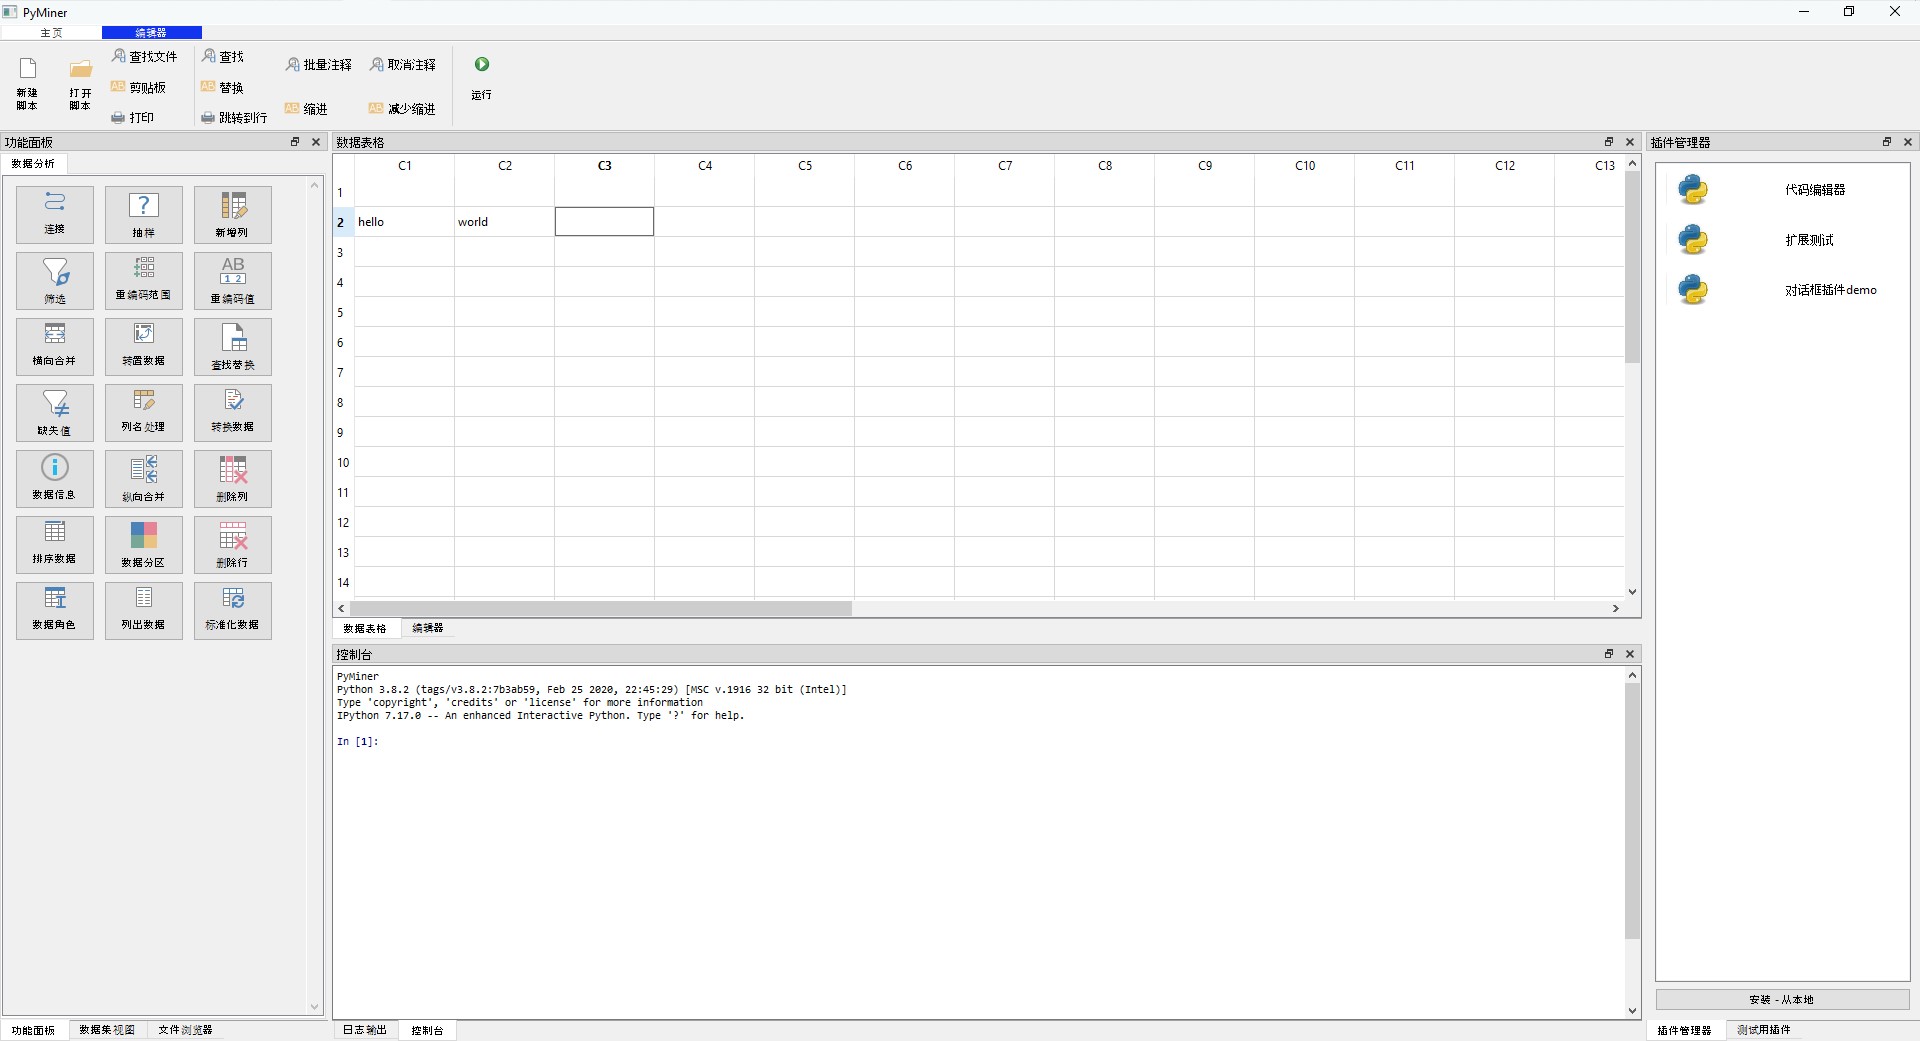 PyMiner
主页 编辑器
新建脚本
打开脚本
查找文件
剪贴板
打印
查找
替换
跳转到行
批量注释 取消注释
缩进 减少缩进
运行
功能面板
数据分析
连接 抽样 新增列
筛选 重编码范围 重编码值
横向合并 转置数据 查找替换
缺失值 列名处理 转换数据
数据信息 纵向合并 删除列
排序数据 数据分区 删除行
数据角色 列出数据 标准化数据
功能面板 数据集视图 文件浏览器
数据表格
C1 C2 C3 C4 C5 C6 C7 C8 C9 C10 C11 C12 C13
1
2 hello world
3
4
5
6
7
8
9
10
11
12
13
14
数据表格 编辑器
控制台
PyMiner
Python 3.8.2 (tags/v3.8.2:7b3ab59, Feb 25 2020, 22:45:29) [MSC v.1916 32 bit (Intel)]
Type 'copyright', 'credits' or 'license' for more information
IPython 7.17.0 -- An enhanced Interactive Python. Type '?' for help.
In [1]:
日志输出 控制台
插件管理器
代码编辑器
扩展测试
对话框插件demo
安装 - 从本地
插件管理器 测试用插件